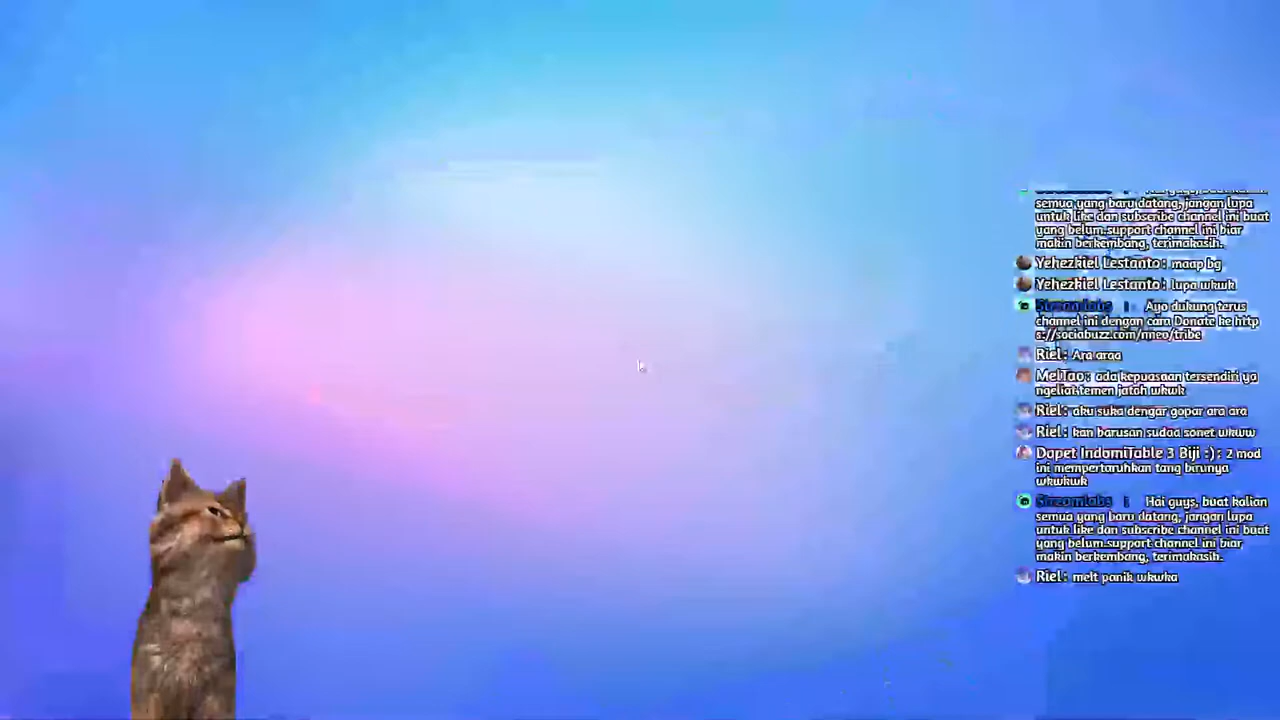 semua yang baru datang, jangan lupa
untuk like dan subscribe channel ini buat
yang belum.support channel ini biar
makin berkembang, terimakasih.
Yehezkiel Lestanto: maap bg
Yehezkiel Lestanto: lupa wkwk
Streamlabs : Ayo dukung terus
channel ini dengan cara Donate ke http
s://sociabuzz.com/nneo/tribe
Riel: Ara araa
MelTao: ada kepuasaan tersendiri ya
ngeliat temen jatoh wkwk
Riel: aku suka dengar gopar ara ara
Riel: kan barusan sudaa sonet wkww
Dapet IndomiTable 3 Biji :): 2 mod
ini mempertaruhkan tang birunya
wkwkwk
Streamlabs : Hai guys, buat kalian
semua yang baru datang, jangan lupa
untuk like dan subscribe channel ini buat
yang belum.support channel ini biar
makin berkembang, terimakasih.
Riel: melt panik wkwka